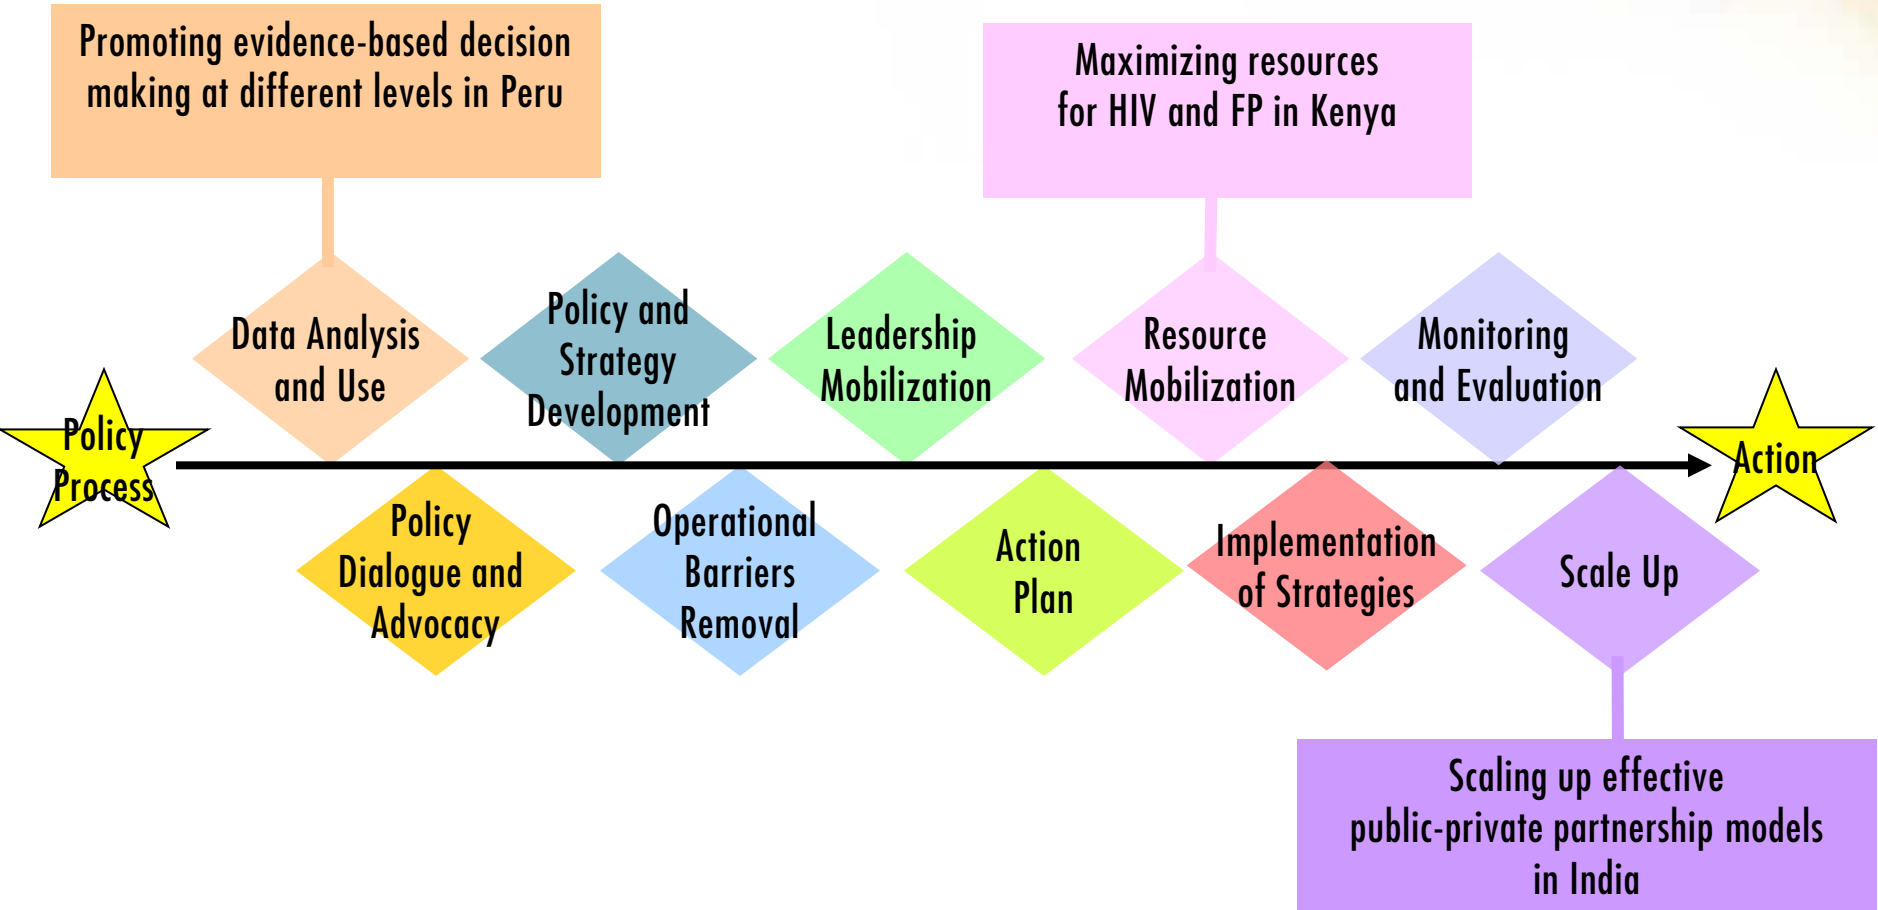 Promoting evidence-based decision
making at different levels in Peru
Maximizing resources
for HIV and FP in Kenya
Data Analysis
and Use
Policy and
Strategy
Development
Leadership
Mobilization
Resource
Mobilization
Monitoring
and Evaluation
Policy
Process
Action
Policy
Dialogue and
Advocacy
Operational
Barriers
Removal
Action
Plan
Implementation
of Strategies
Scale Up
Scaling up effective
public-private partnership models
in India